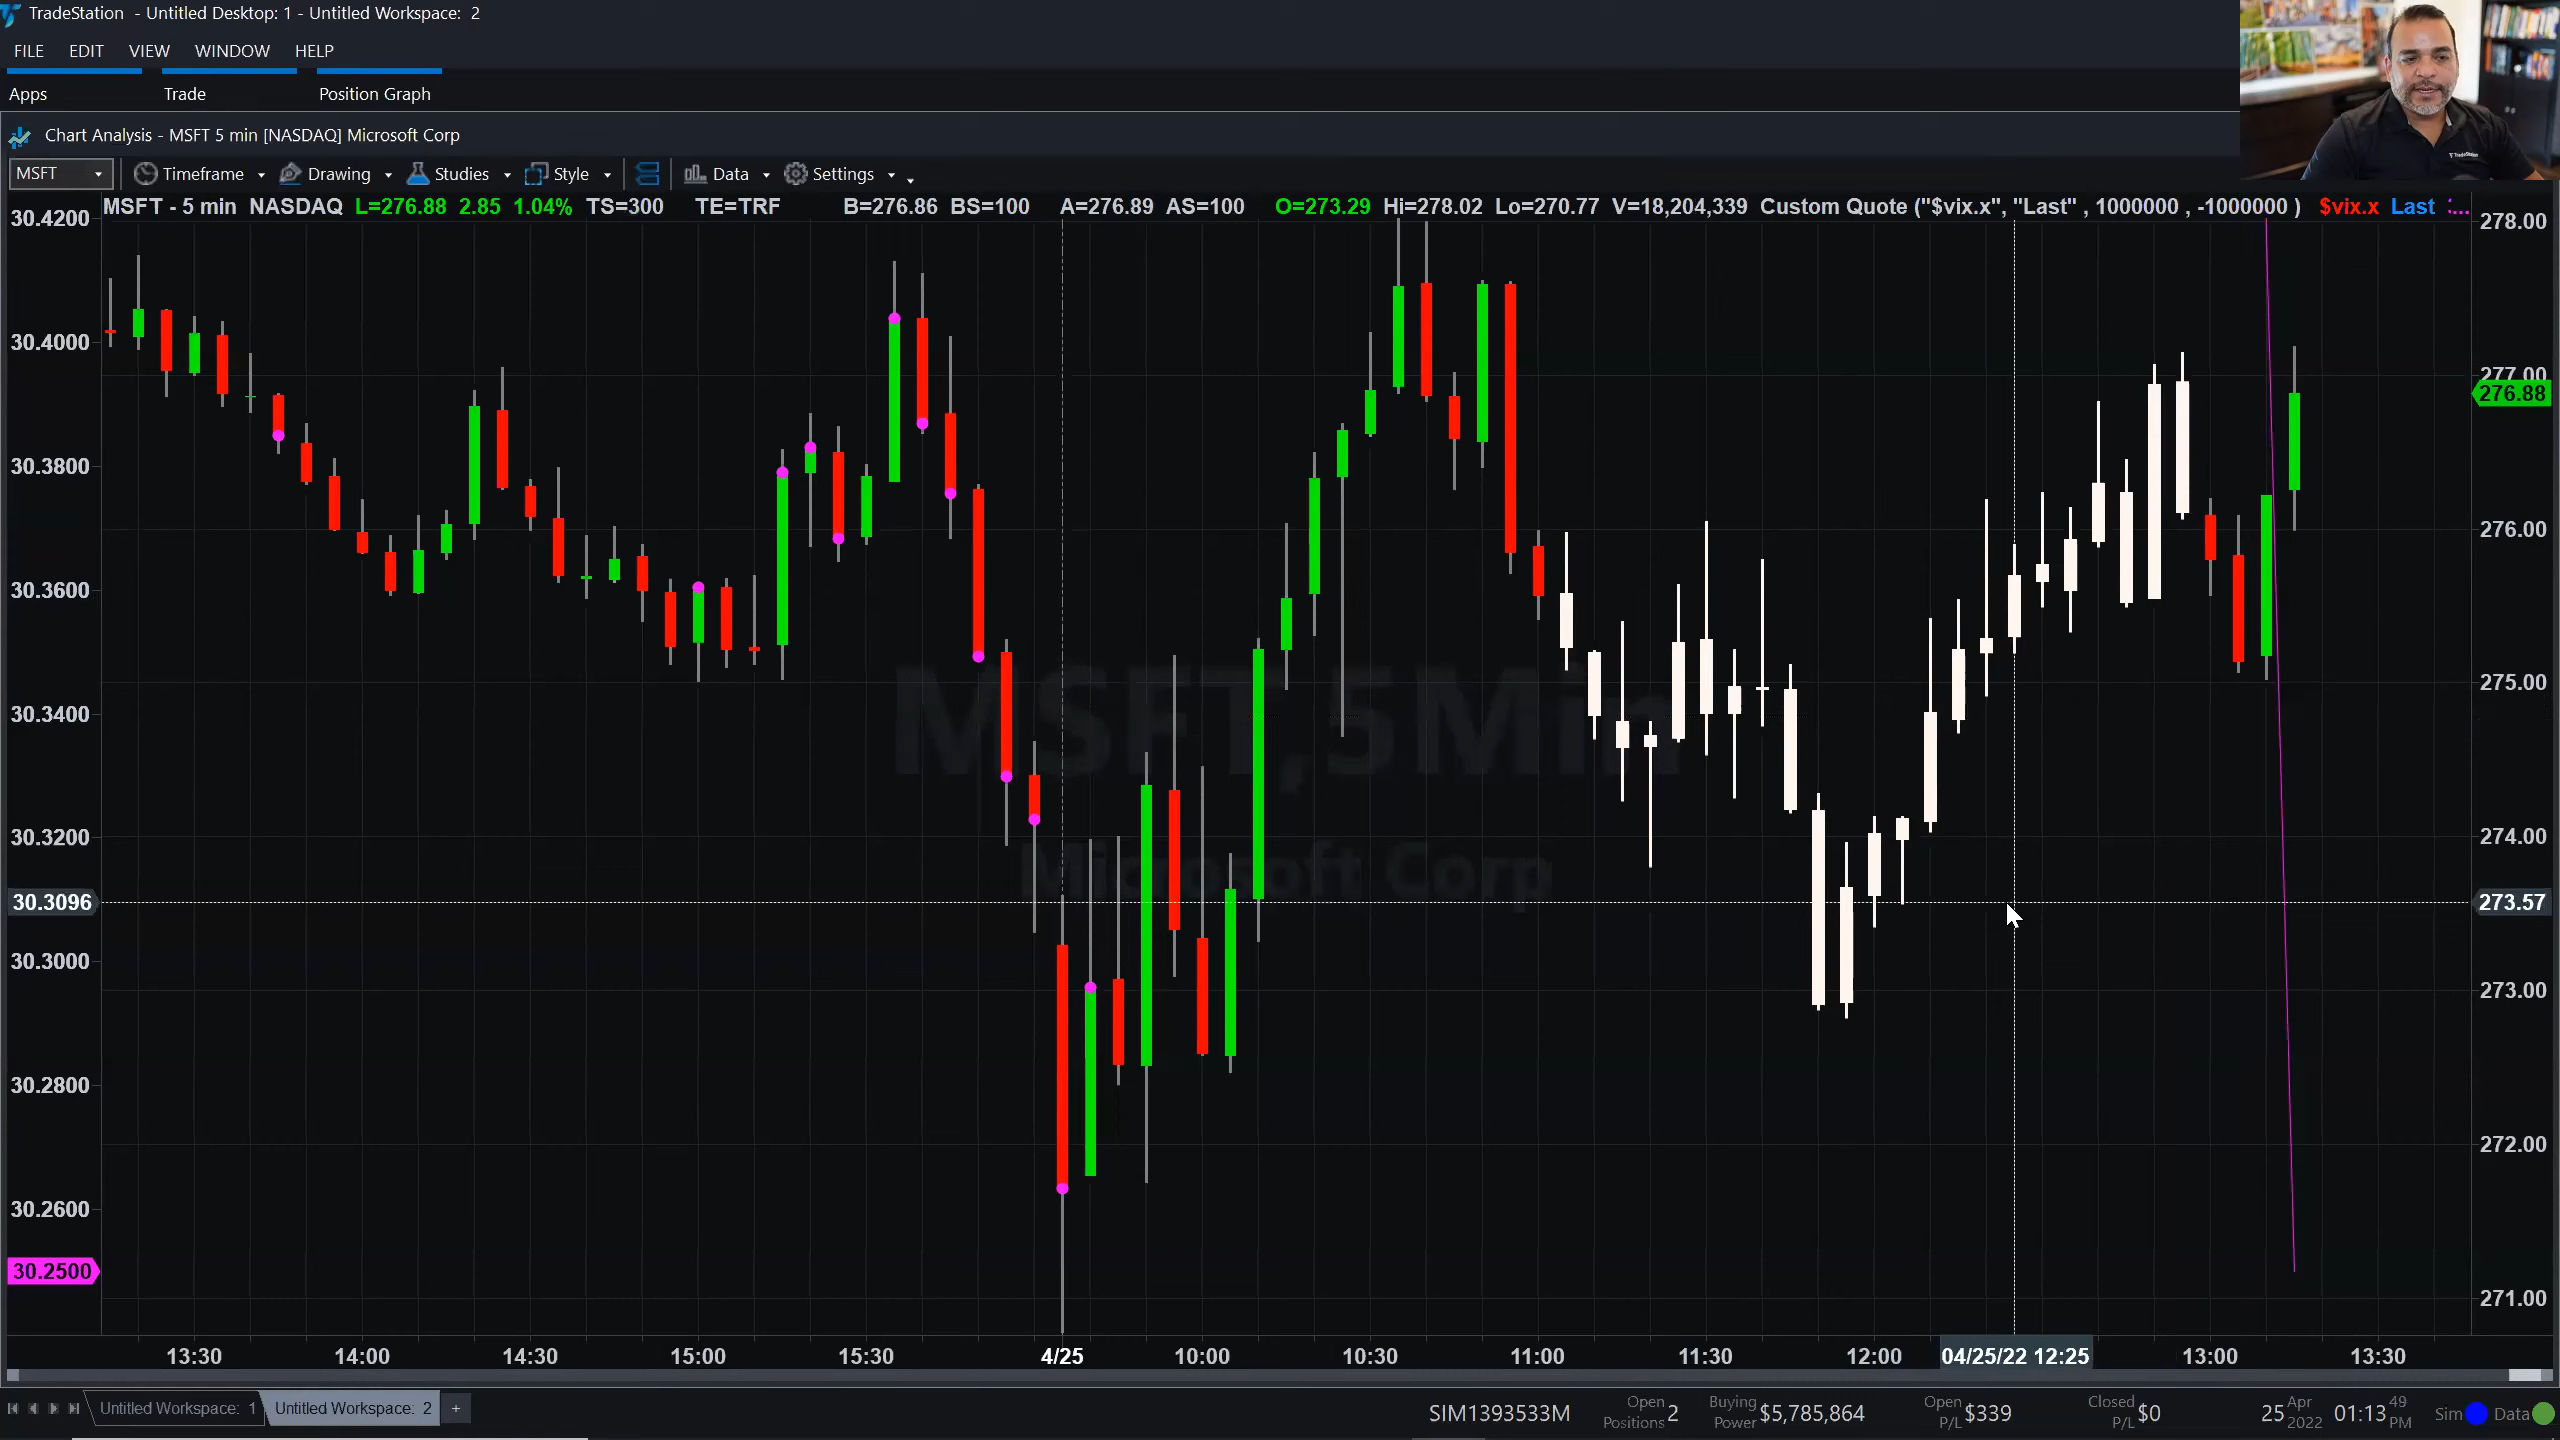 TradeStation - Untitled Desktop: 1 - Untitled Workspace: 2
FILE EDIT VIEW WINDOW HELP
Apps Trade Position Graph
Chart Analysis - MSFT 5 min [NASDAQ] Microsoft Corp
MSFT Timeframe Drawing Studies Style Data Settings
MSFT - 5 min NASDAQ L=276.88 2.85 1.04% TS=300 TE=TRF B=276.86 BS=100 A=276.89 AS=100 O=273.29 Hi=278.02 Lo=270.77 V=18,204,339 Custom Quote ("$vix.x", "Last" , 1000000 , -1000000 ) $vix.x Last :...
30.4200
30.4000
30.3800
30.3600
30.3400
30.3200
30.3096
30.3000
30.2800
30.2600
30.2500
MSFT,5Min
Microsoft Corp
278.00
277.00
276.88
276.00
275.00
274.00
273.57
273.00
272.00
271.00
13:30 14:00 14:30 15:00 15:30 4/25 10:00 10:30 11:00 11:30 12:00 04/25/22 12:25 13:00 13:30
Untitled Workspace: 1 Untitled Workspace: 2 +
SIM1393533M Open Positions 2 Buying Power $5,785,864 Open P/L $339 Closed P/L $0 25 Apr 2022 01:13 49 PM Sim Data
TradeStation